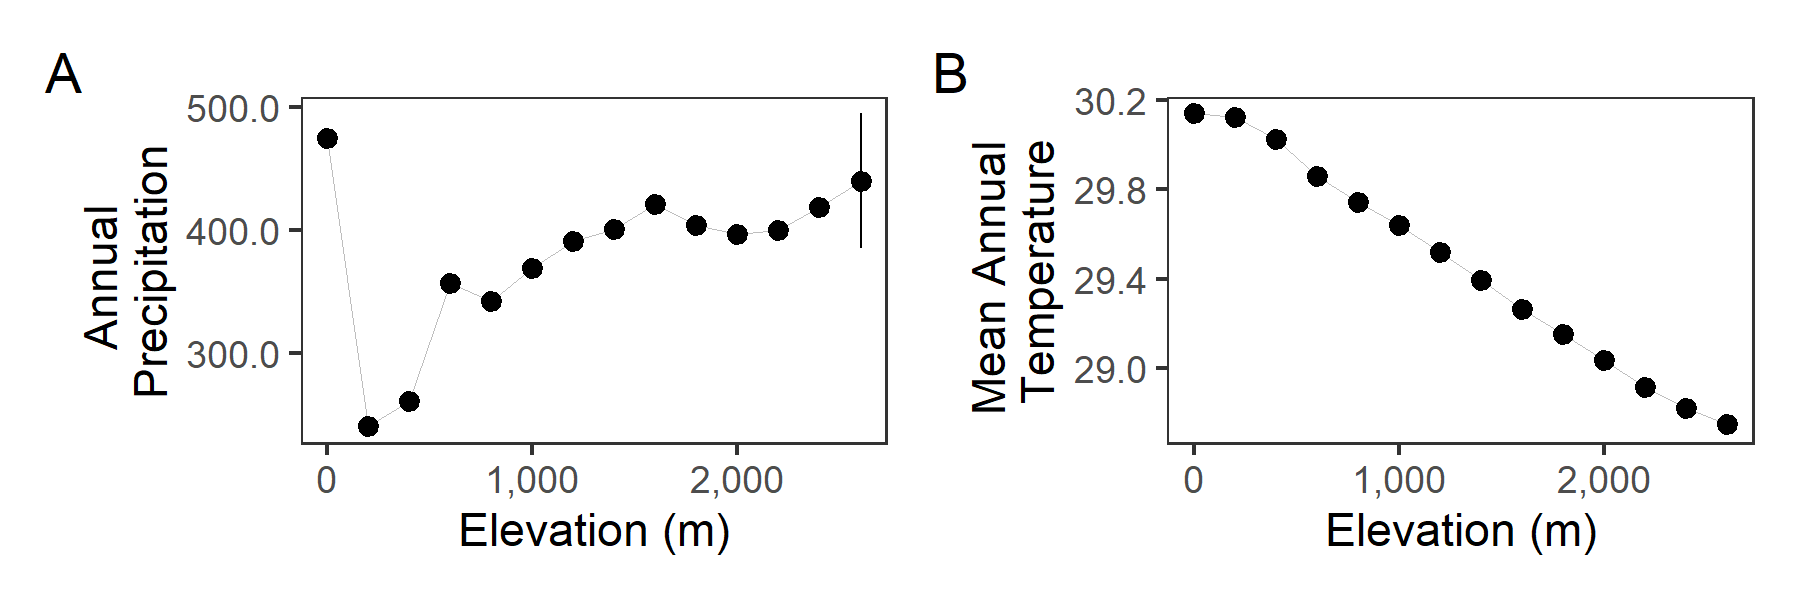 A
Annual
Precipitation
500.0
400.0
300.0
0
1,000
2,000
Elevation (m)
B
Mean Annual
Temperature
30.2
29.8
29.4
29.0
0
1,000
2,000
Elevation (m)